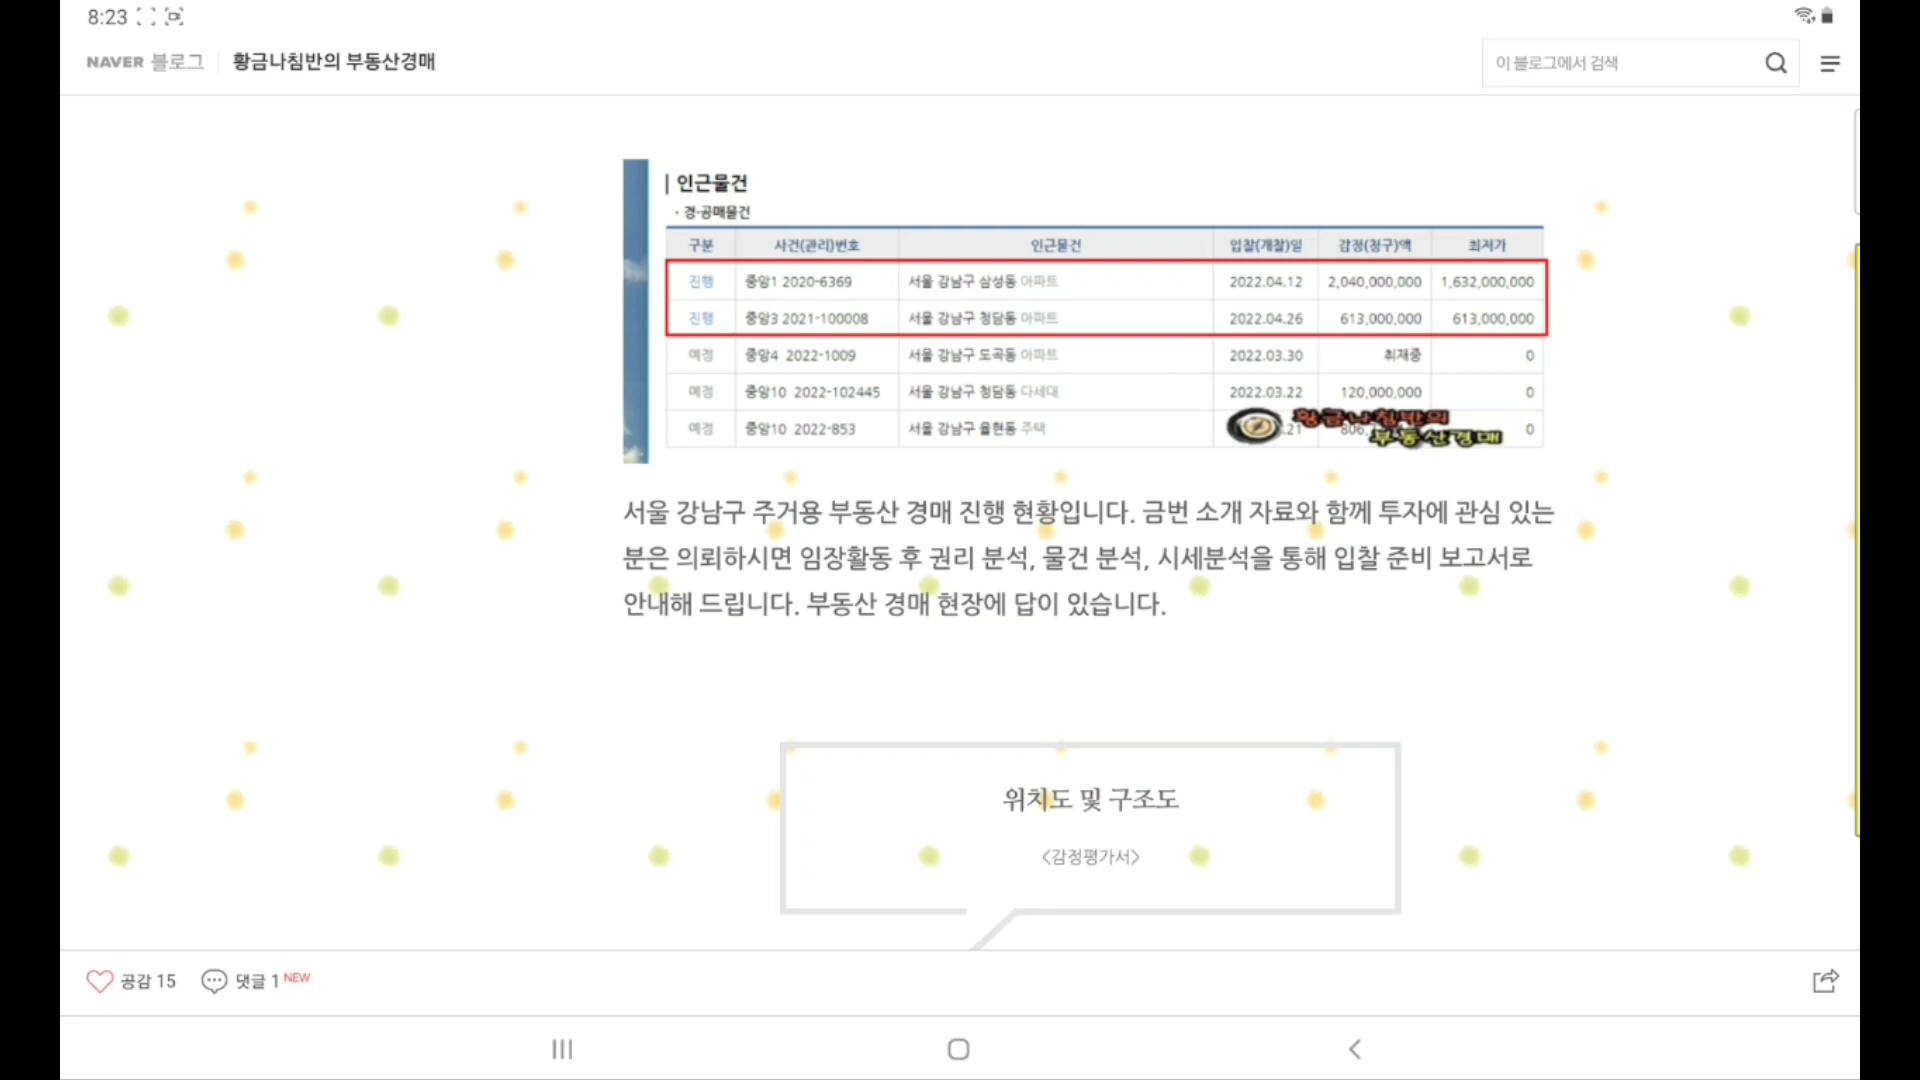 8:23
NAVER 블로그 황금나침반의 부동산경매
이 블로그에서 검색
인근물건
· 경·공매물건
구분 사건(관리)번호 인근물건 입찰(개찰)일 감정(청구)액 최저가
진행 중앙1 2020-6369 서울 강남구 삼성동 아파트 2022.04.12 2,040,000,000 1,632,000,000
진행 중앙3 2021-100008 서울 강남구 청담동 아파트 2022.04.26 613,000,000 613,000,000
예정 중앙4 2022-1009 서울 강남구 도곡동 아파트 2022.03.30 취재중 0
예정 중앙10 2022-102445 서울 강남구 청담동 다세대 2022.03.22 120,000,000 0
예정 중앙10 2022-853 서울 강남구 율현동 주택 .21 806, 0
황금나침반의
부동산경매
서울 강남구 주거용 부동산 경매 진행 현황입니다. 금번 소개 자료와 함께 투자에 관심 있는
분은 의뢰하시면 임장활동 후 권리 분석, 물건 분석, 시세분석을 통해 입찰 준비 보고서로
안내해 드립니다. 부동산 경매 현장에 답이 있습니다.
위치도 및 구조도
<감정평가서>
공감 15 댓글 1 NEW